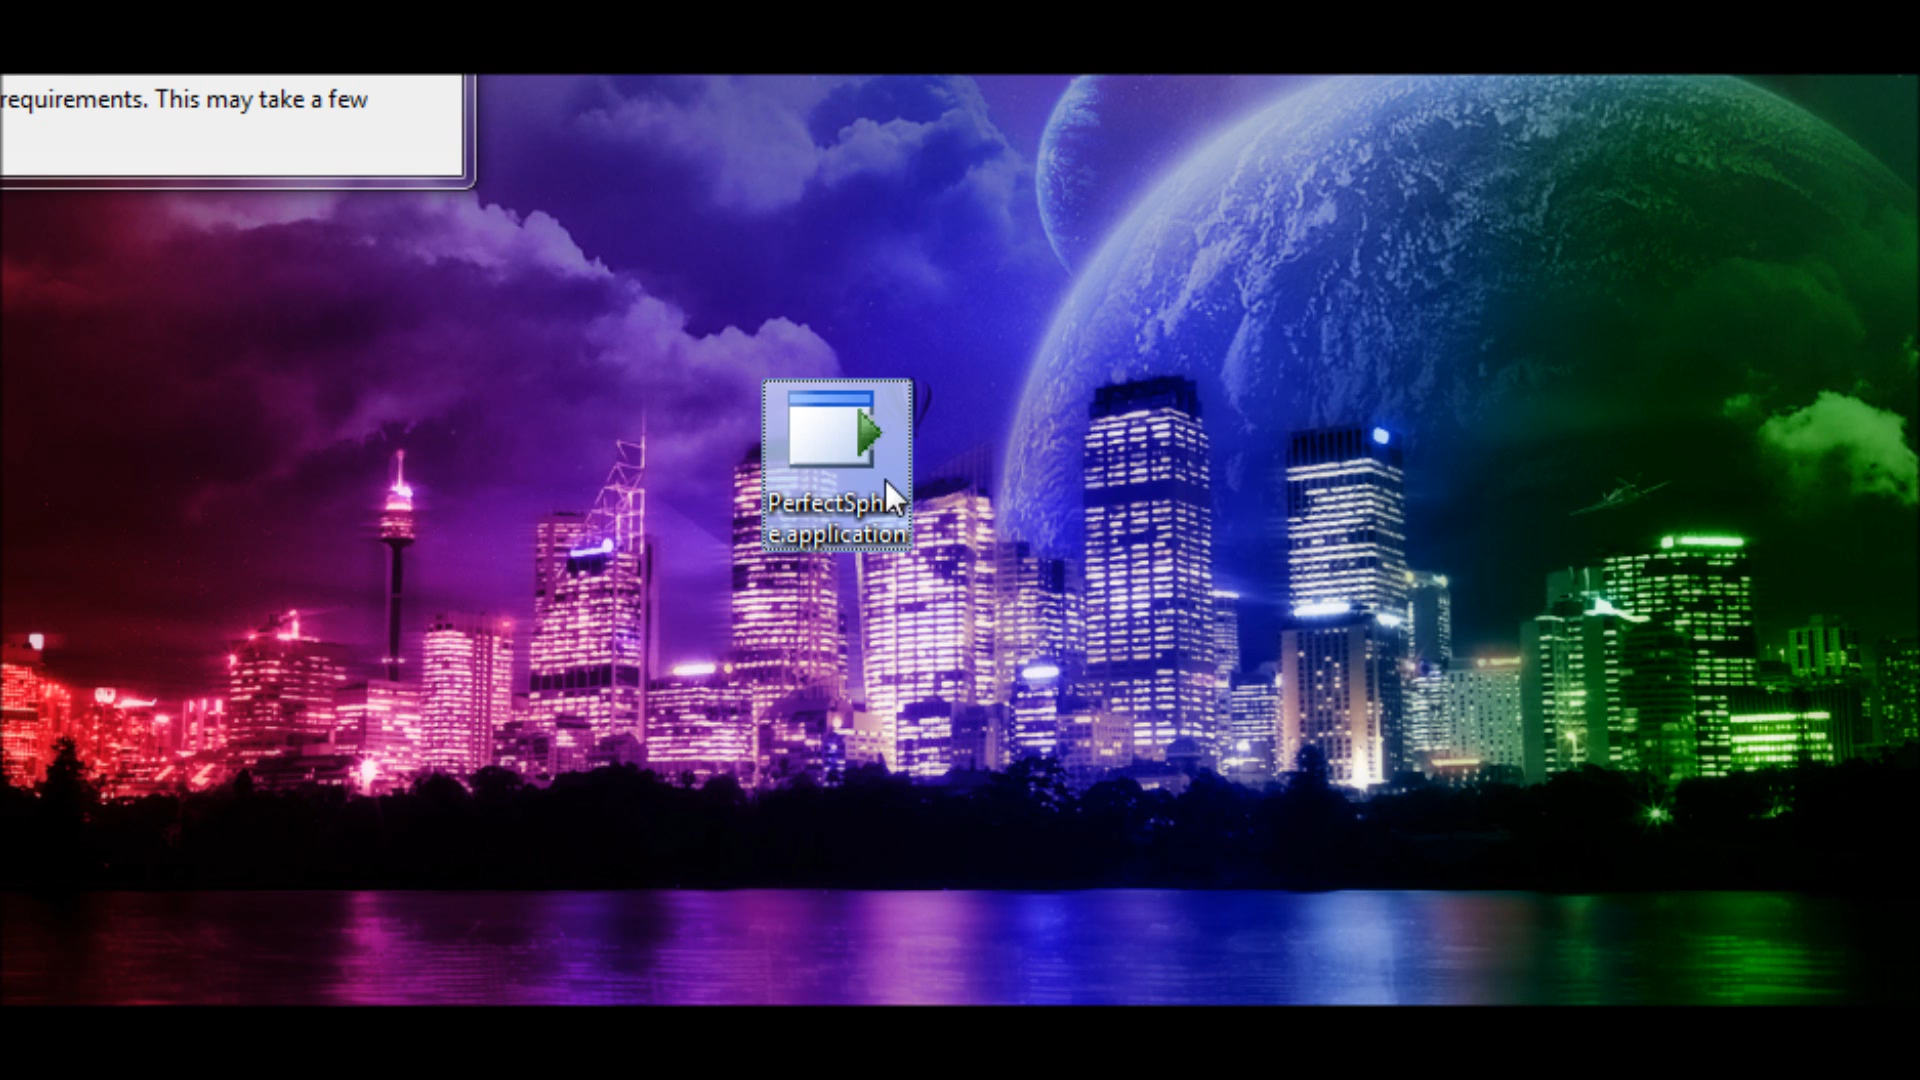 requirements. This may take a few
PerfectSph
e.application